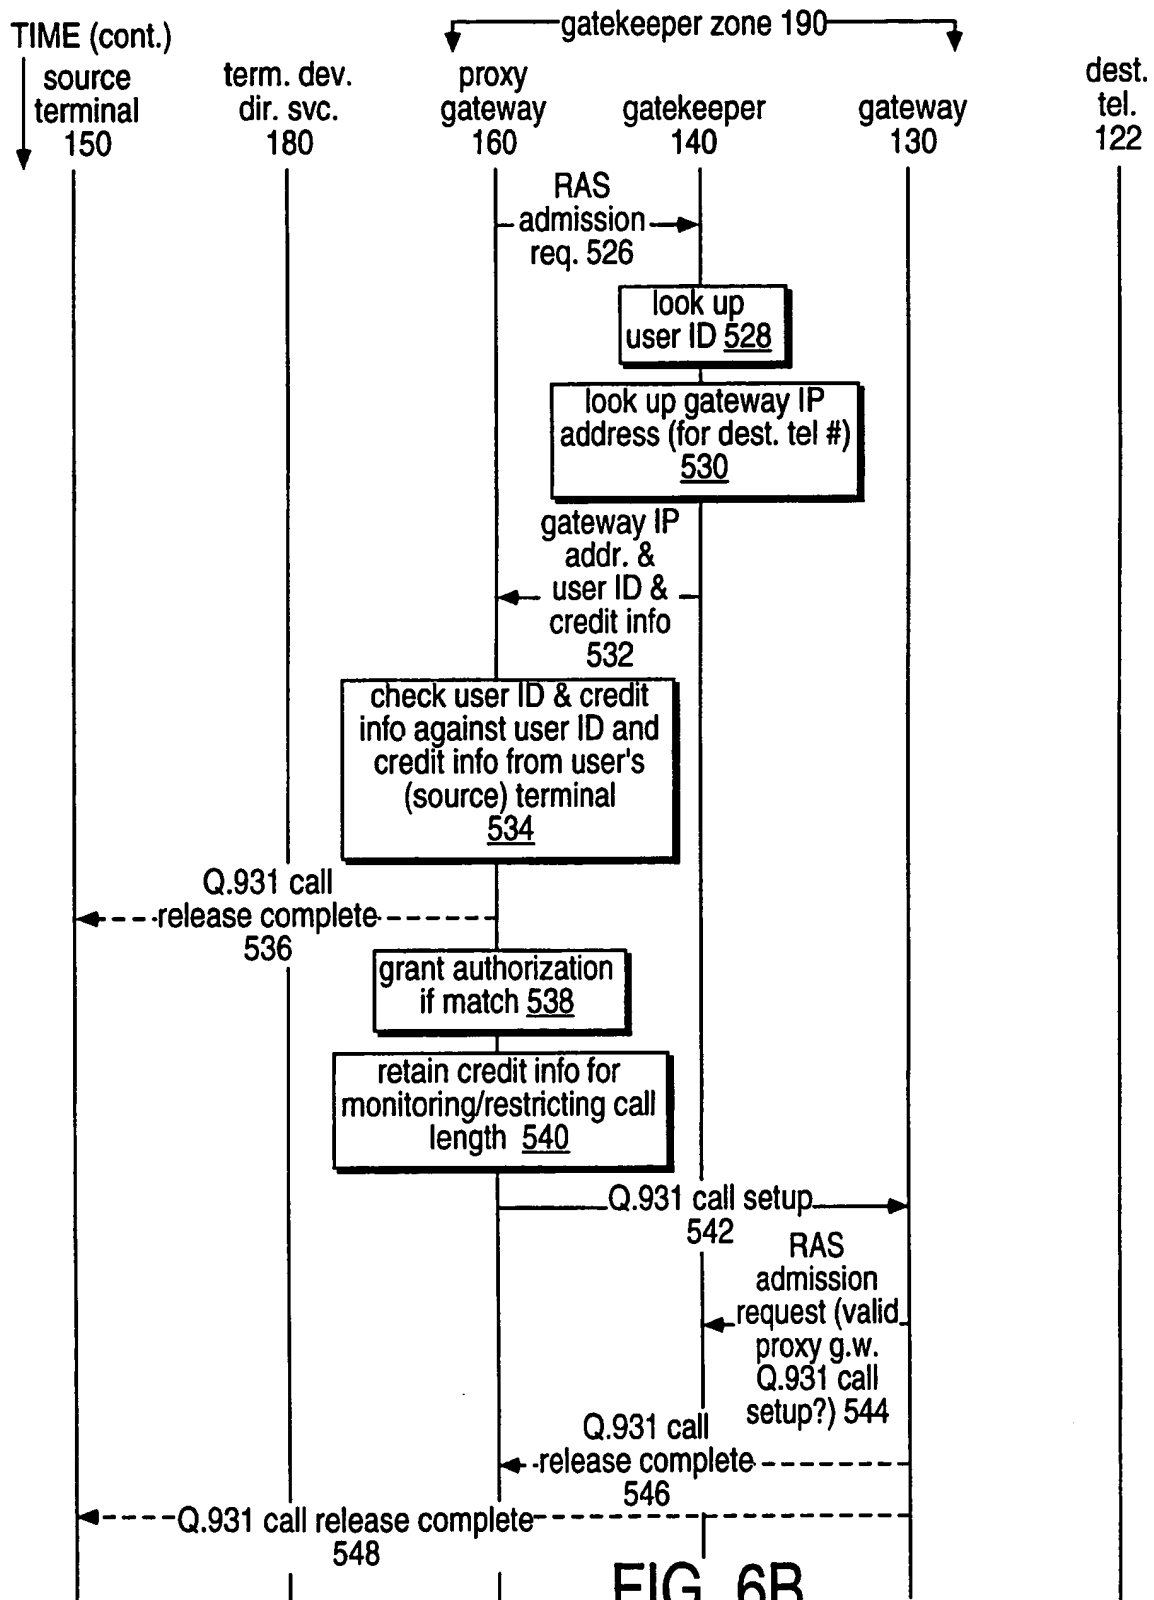 TIME (cont.)
gatekeeper zone 190
source
terminal
150
term. dev.
dir. svc.
180
proxy
gateway
160
gatekeeper
140
gateway
130
dest.
tel.
122
RAS
admission
req. 526
look up
user ID 528
look up gateway IP
address (for dest. tel #)
530
gateway IP
addr. &
user ID &
credit info
532
check user ID & credit
info against user ID and
credit info from user's
(source) terminal
534
Q.931 call
release complete
536
grant authorization
if match 538
retain credit info for
monitoring/restricting call
length 540
Q.931 call setup
542
RAS
admission
request (valid
proxy g.w.
Q.931 call
setup?) 544
Q.931 call
release complete
546
Q.931 call release complete
548
FIG. 6B